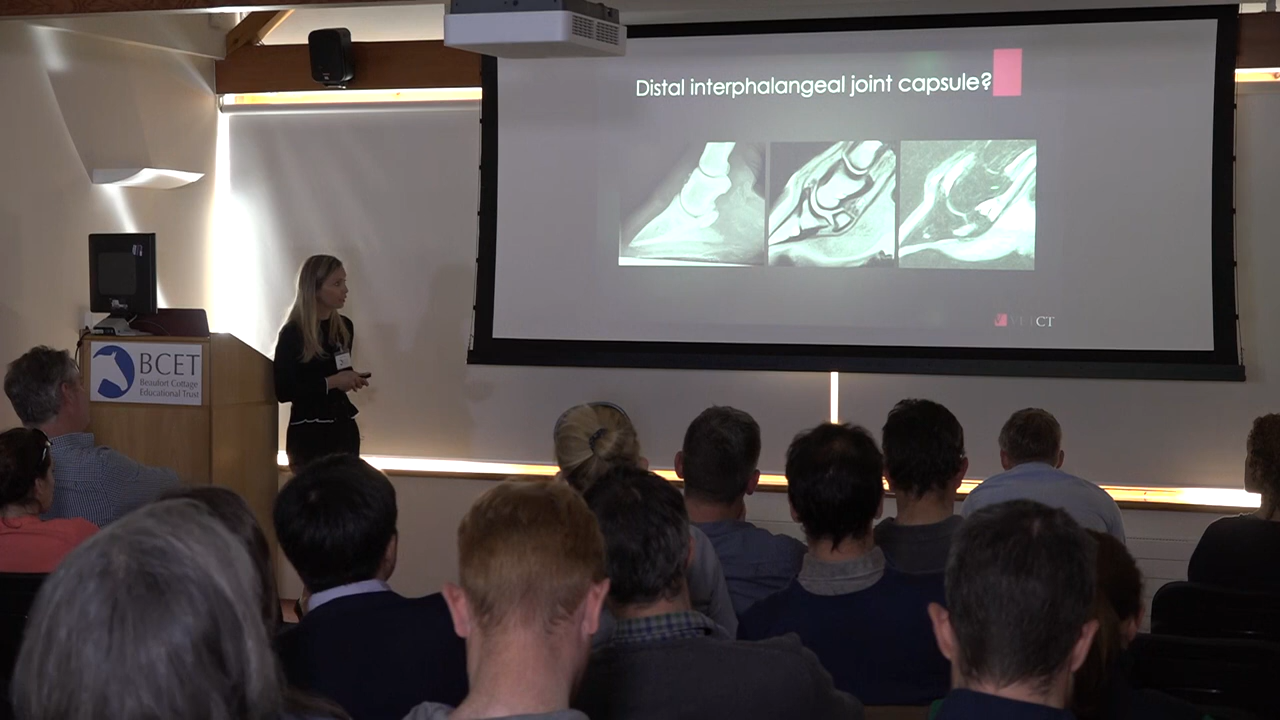 Distal interphalangeal joint capsule?
CT
BCET
Beaufort Cottage
Educational Trust